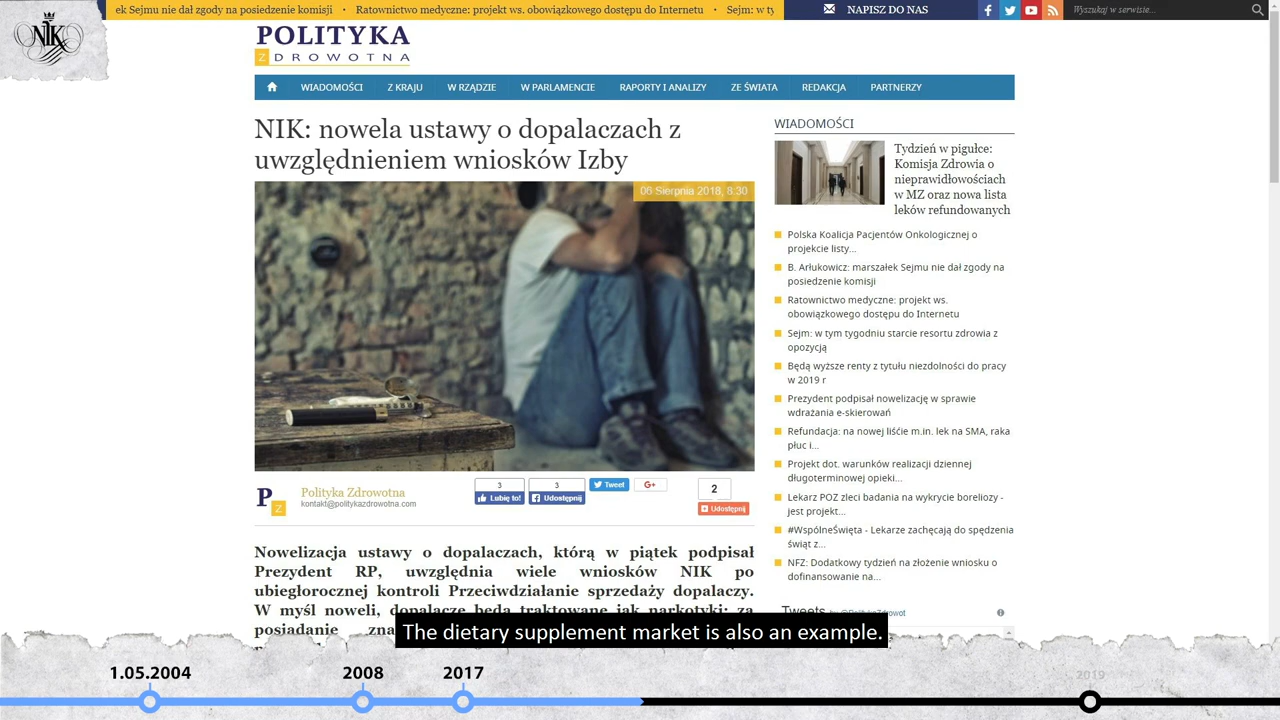 NIK
ek Sejmu nie dał zgody na posiedzenie komisji • Ratownictwo medyczne: projekt ws. obowiązkowego dostępu do Internetu • Sejm: w ty
NAPISZ DO NAS
Wyszukaj w serwisie...
POLITYKA
ZDROWOTNA
WIADOMOŚCI Z KRAJU W RZĄDZIE W PARLAMENCIE RAPORTY I ANALIZY ZE ŚWIATA REDAKCJA PARTNERZY
NIK: nowela ustawy o dopalaczach z
uwzględnieniem wniosków Izby
06 Sierpnia 2018, 8:30
Polityka Zdrowotna
kontakt@politykazdrowotna.com
3
Lubię to!
3
Udostępnij
Tweet
G+
2
Udostępnij
Nowelizacja ustawy o dopalaczach, którą w piątek podpisał
Prezydent RP, uwzględnia wiele wniosków NIK po
ubiegłorocznej kontroli Przeciwdziałanie sprzedaży dopalaczy.
W myśl noweli, dopalacze będą traktowane jak narkotyki: za
posiadanie
WIADOMOŚCI
Tydzień w pigułce:
Komisja Zdrowia o
nieprawidłowościach
w MZ oraz nowa lista
leków refundowanych
Polska Koalicja Pacjentów Onkologicznej o
projekcie listy...
B. Arłukowicz: marszałek Sejmu nie dał zgody na
posiedzenie komisji
Ratownictwo medyczne: projekt ws.
obowiązkowego dostępu do Internetu
Sejm: w tym tygodniu starcie resortu zdrowia z
opozycją
Będą wyższe renty z tytułu niezdolności do pracy
w 2019 r
Prezydent podpisał nowelizację w sprawie
wdrażania e-skierowań
Refundacja: na nowej liście m.in. lek na SMA, raka
płuc i...
Projekt dot. warunków realizacji dziennej
długoterminowej opieki...
Lekarz POZ zleci badania na wykrycie boreliozy -
jest projekt...
#WspólneŚwięta - Lekarze zachęcają do spędzenia
świąt z...
NFZ: Dodatkowy tydzień na złożenie wniosku o
dofinansowanie na...
Tweets by @PolitykaZdrowot
The dietary supplement market is also an example.
1.05.2004 2008 2017 2019